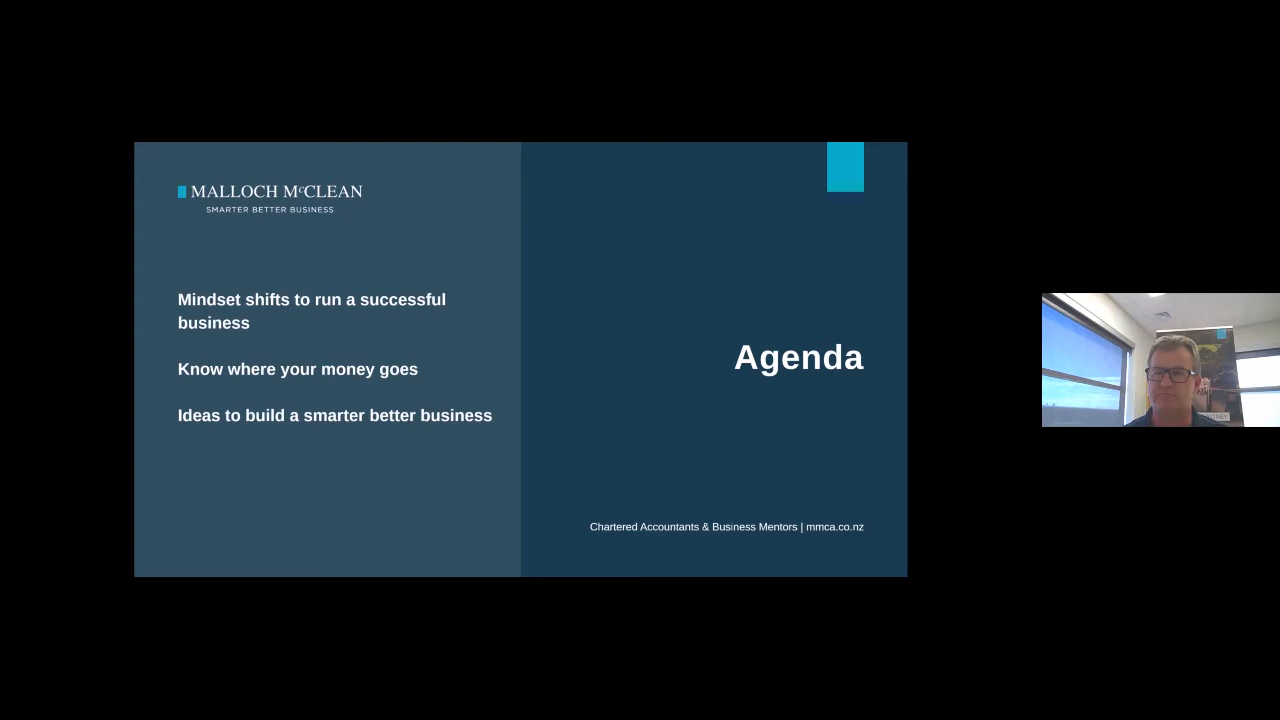 MALLOCH McCLEAN
SMARTER BETTER BUSINESS
Mindset shifts to run a successful
business
Know where your money goes
Ideas to build a smarter better business
Agenda
Chartered Accountants & Business Mentors | mmca.co.nz